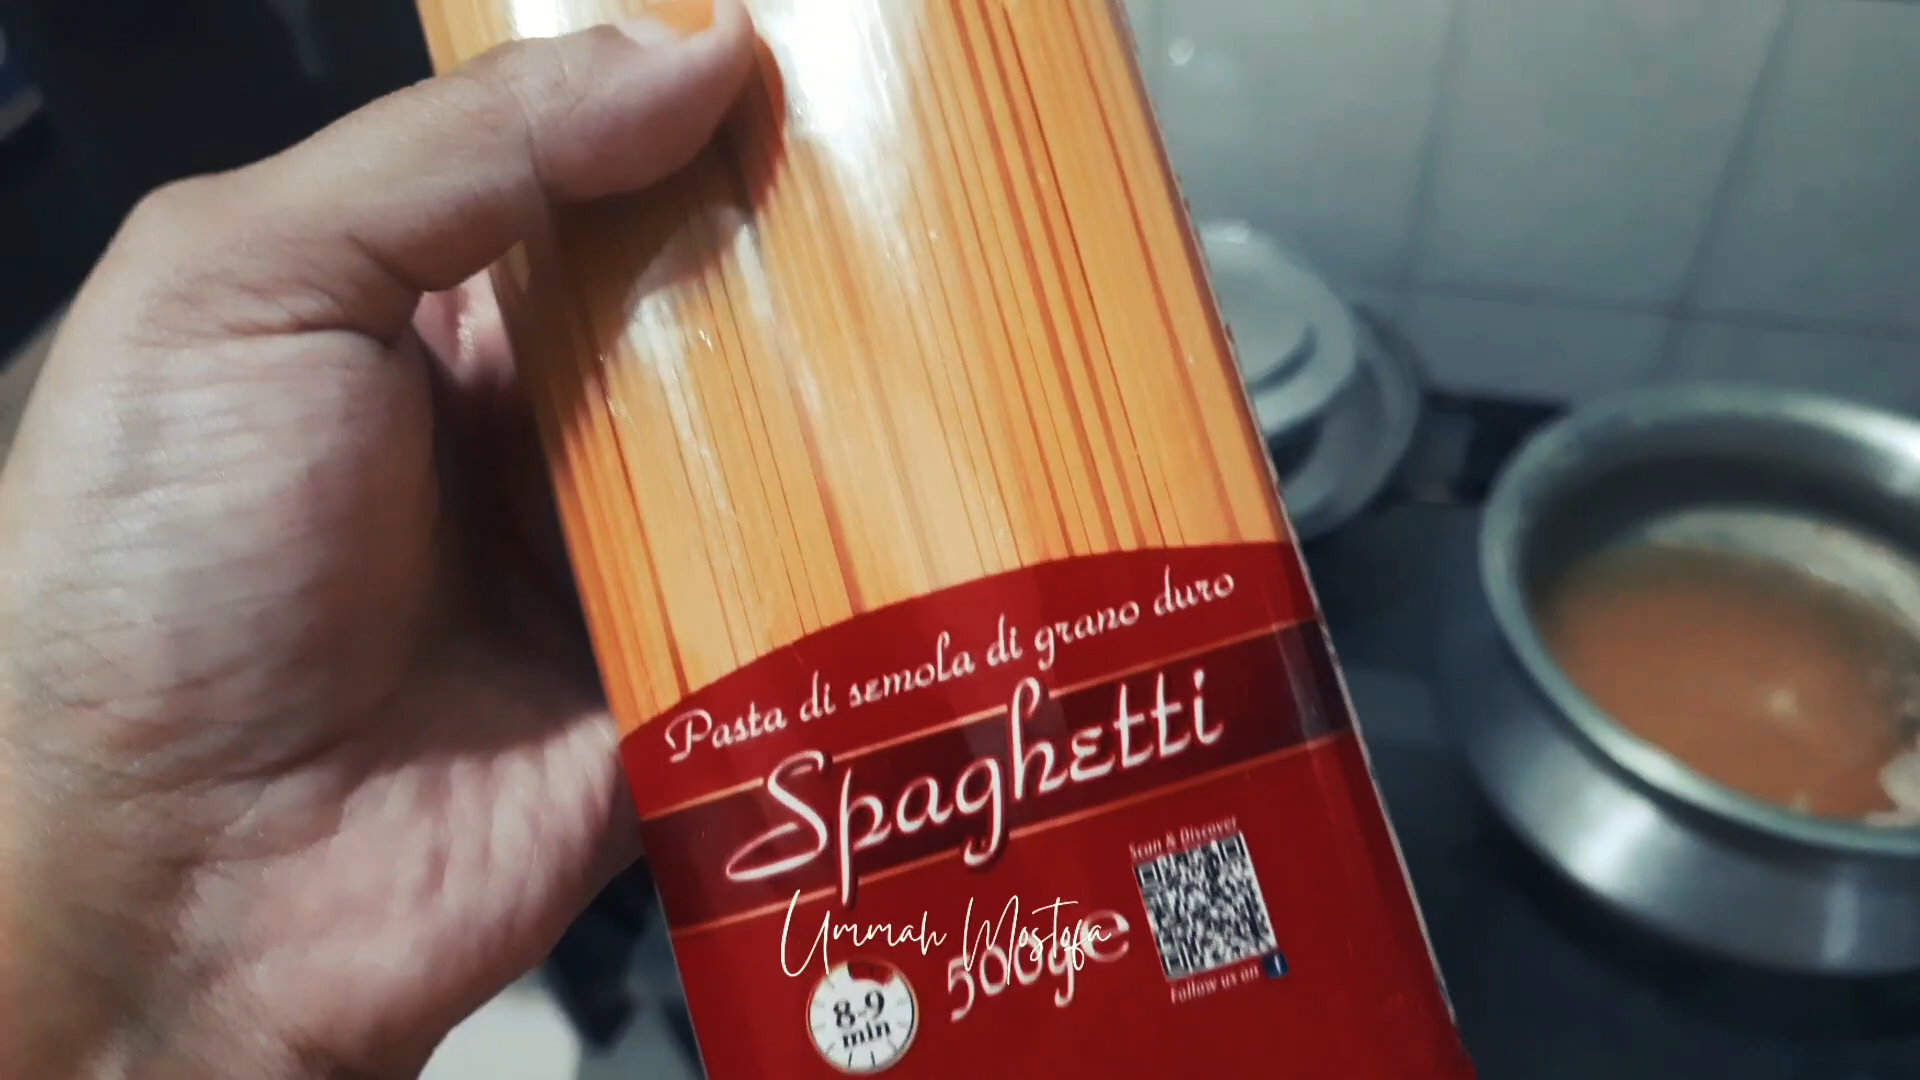 Pasta di semola di grano duro
Spaghetti
Scan & Discover
Ummah Mostofa
500g e
8-9
min
Follow us on f